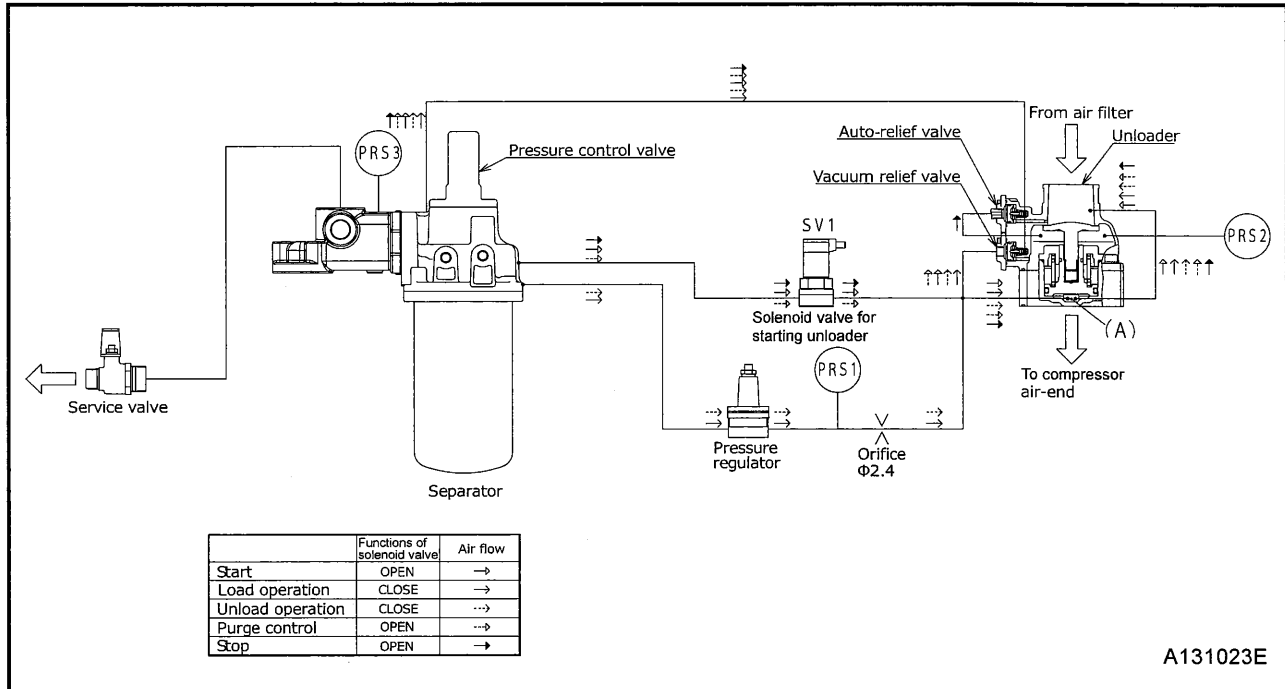 From air filter
Auto-relief valve
Unloader
PRS3
Pressure control valve
Vacuum relief valve
SV1
PRS2
Solenoid valve for
starting unloader
(A)
PRS1
To compressor
air-end
Service valve
Pressure
regulator
Orifice
Φ2.4
Separator
Functions of
solenoid valve
Air flow
Start OPEN
Load operation CLOSE
Unload operation CLOSE
Purge control OPEN
Stop OPEN
A131023E